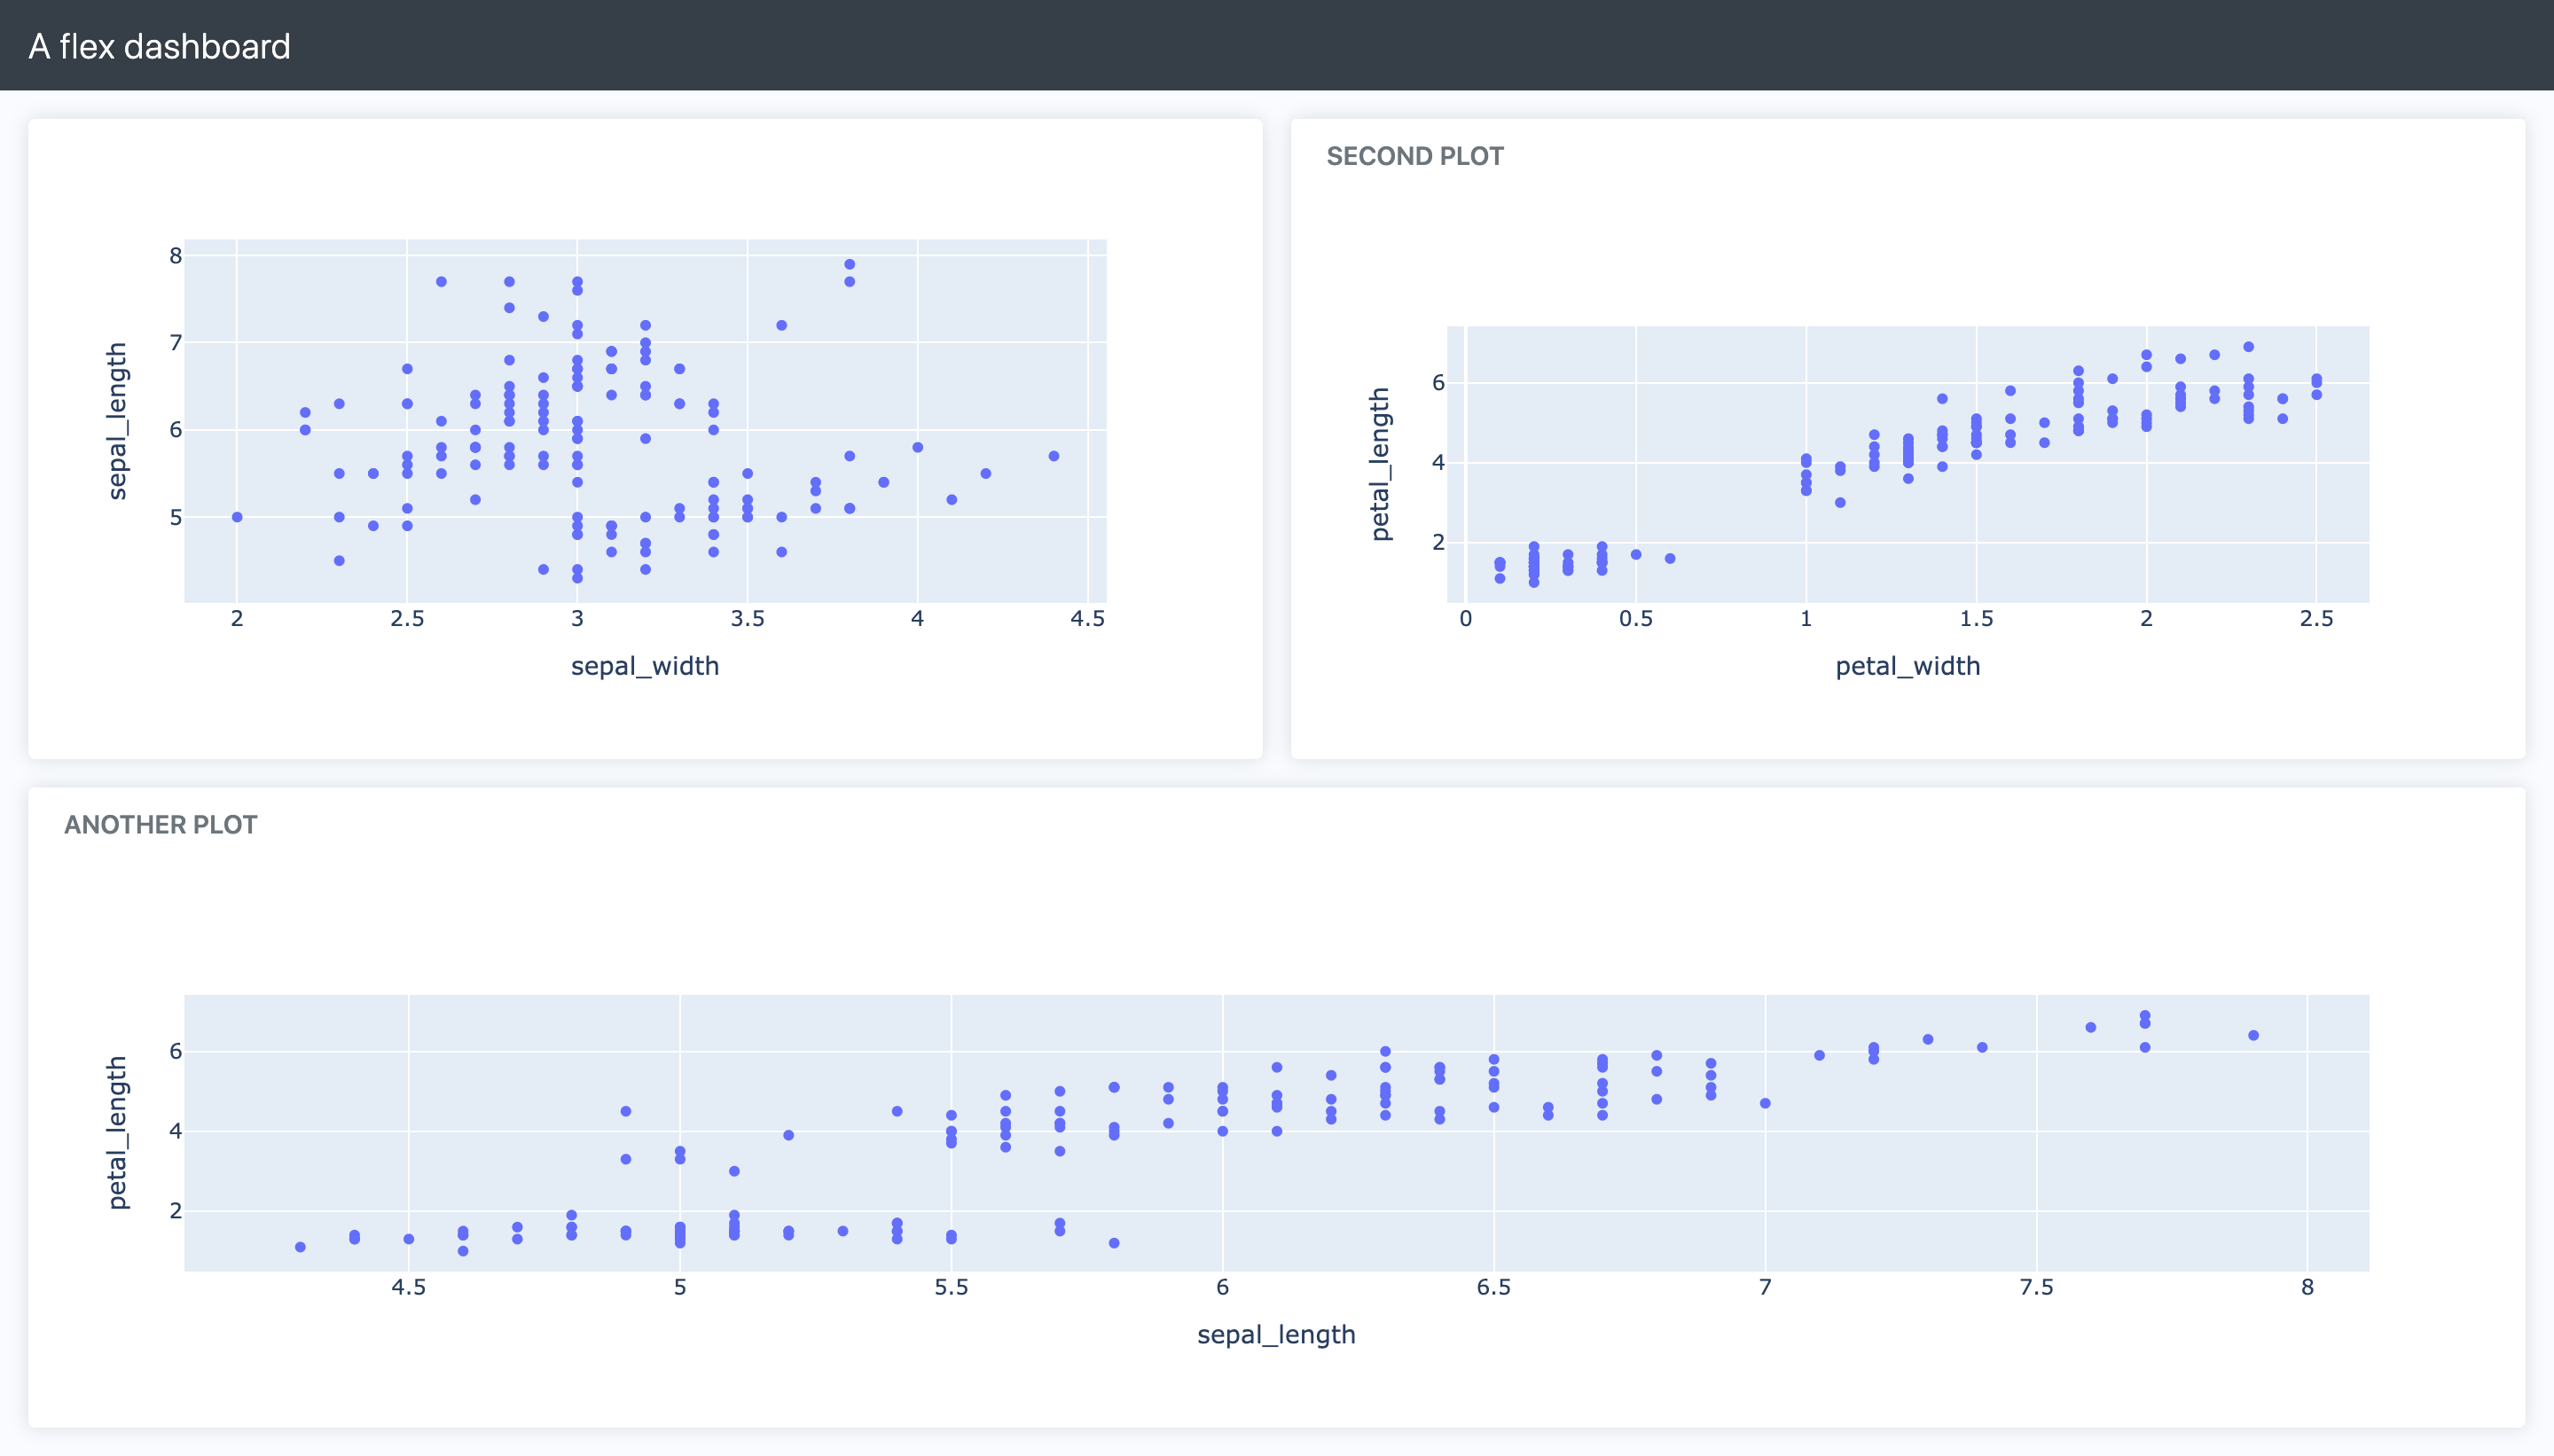 A flex dashboard
8
7
6
5
sepal_length
2 2.5 3 3.5 4 4.5
sepal_width
SECOND PLOT
6
4
2
petal_length
0 0.5 1 1.5 2 2.5
petal_width
ANOTHER PLOT
6
4
2
petal_length
4.5 5 5.5 6 6.5 7 7.5 8
sepal_length